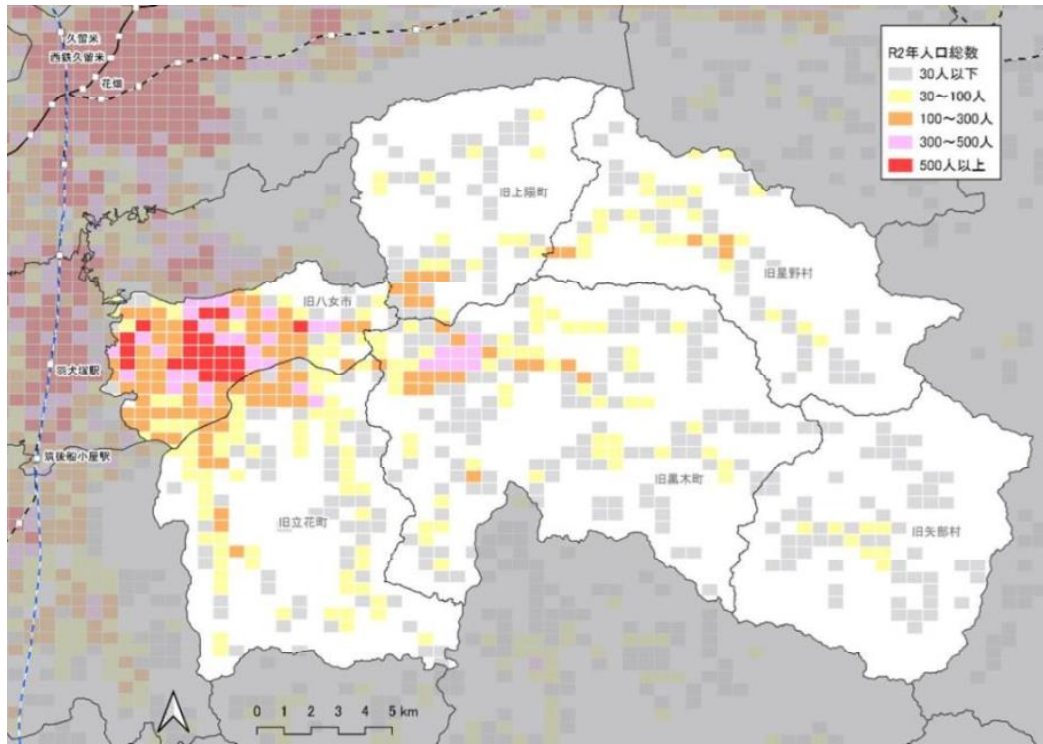 久留米
西鉄久留米
花畑
R2年人口総数
30人以下
30～100人
100～300人
300～500人
500人以上
旧上陽町
旧星野村
旧八女市
羽犬塚駅
筑後船小屋駅
旧黒木町
旧立花町
旧矢部村
0 1 2 3 4 5 km